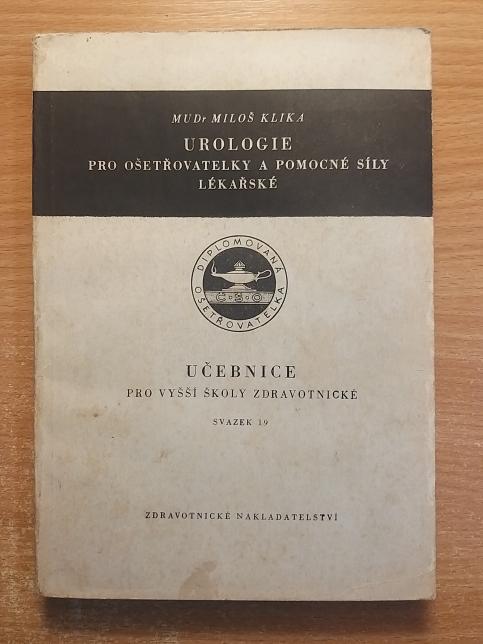 MUDr MILOŠ KLIKA
UROLOGIE
PRO OŠETŘOVATELKY A POMOCNÉ SÍLY
LÉKAŘSKÉ
DIPLOMOVANÁ
OŠETŘOVATELKA
Č·S·O
UČEBNICE
PRO VYŠŠÍ ŠKOLY ZDRAVOTNICKÉ
SVAZEK 19
ZDRAVOTNICKÉ NAKLADATELSTVÍ